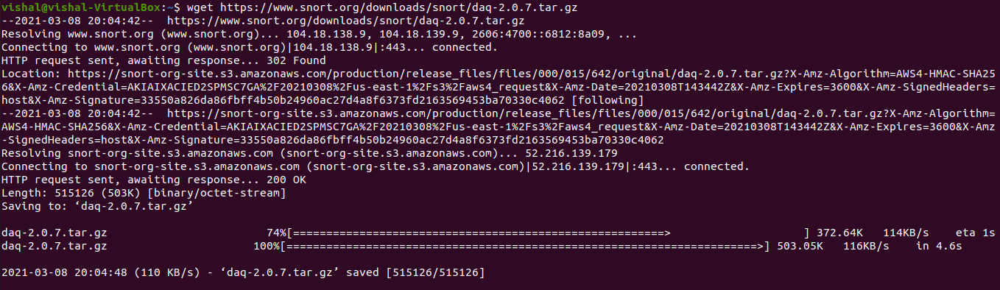 vishal@vishal-VirtualBox:~$ wget https://www.snort.org/downloads/snort/daq-2.0.7.tar.gz
--2021-03-08 20:04:42--  https://www.snort.org/downloads/snort/daq-2.0.7.tar.gz
Resolving www.snort.org (www.snort.org)... 104.18.138.9, 104.18.139.9, 2606:4700::6812:8a09, ...
Connecting to www.snort.org (www.snort.org)|104.18.138.9|:443... connected.
HTTP request sent, awaiting response... 302 Found
Location: https://snort-org-site.s3.amazonaws.com/production/release_files/files/000/015/642/original/daq-2.0.7.tar.gz?X-Amz-Algorithm=AWS4-HMAC-SHA25
6&X-Amz-Credential=AKIAIXACIED2SPMSC7GA%2F20210308%2Fus-east-1%2Fs3%2Faws4_request&X-Amz-Date=20210308T143442Z&X-Amz-Expires=3600&X-Amz-SignedHeaders=
host&X-Amz-Signature=33550a826da86fbff4b50b24960ac27d4a8f6373fd2163569453ba70330c4062 [following]
--2021-03-08 20:04:42--  https://snort-org-site.s3.amazonaws.com/production/release_files/files/000/015/642/original/daq-2.0.7.tar.gz?X-Amz-Algorithm=
AWS4-HMAC-SHA256&X-Amz-Credential=AKIAIXACIED2SPMSC7GA%2F20210308%2Fus-east-1%2Fs3%2Faws4_request&X-Amz-Date=20210308T143442Z&X-Amz-Expires=3600&X-Amz
-SignedHeaders=host&X-Amz-Signature=33550a826da86fbff4b50b24960ac27d4a8f6373fd2163569453ba70330c4062
Resolving snort-org-site.s3.amazonaws.com (snort-org-site.s3.amazonaws.com)... 52.216.139.179
Connecting to snort-org-site.s3.amazonaws.com (snort-org-site.s3.amazonaws.com)|52.216.139.179|:443... connected.
HTTP request sent, awaiting response... 200 OK
Length: 515126 (503K) [binary/octet-stream]
Saving to: ‘daq-2.0.7.tar.gz’

daq-2.0.7.tar.gz                        74%[========================================================>                    ] 372.64K   114KB/s    eta 1s
daq-2.0.7.tar.gz                      100%[=======================================================================>] 503.05K   116KB/s    in 4.6s

2021-03-08 20:04:48 (110 KB/s) - ‘daq-2.0.7.tar.gz’ saved [515126/515126]